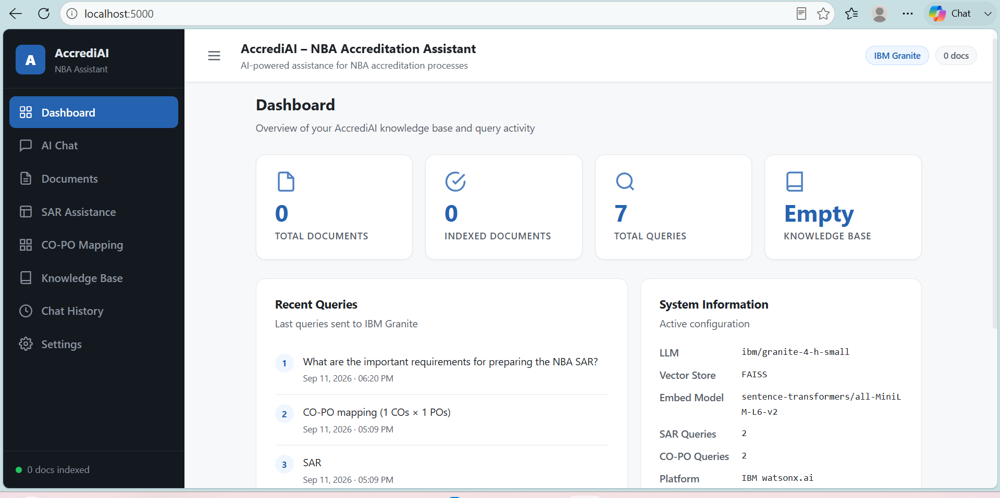 localhost:5000
Chat
A
AccrediAI
NBA Assistant
Dashboard
AI Chat
Documents
SAR Assistance
CO-PO Mapping
Knowledge Base
Chat History
Settings
0 docs indexed
AccrediAI – NBA Accreditation Assistant
AI-powered assistance for NBA accreditation processes
IBM Granite
0 docs
Dashboard
Overview of your AccrediAI knowledge base and query activity
0
TOTAL DOCUMENTS
0
INDEXED DOCUMENTS
7
TOTAL QUERIES
Empty
KNOWLEDGE BASE
Recent Queries
Last queries sent to IBM Granite
1 What are the important requirements for preparing the NBA SAR?
Sep 11, 2026 · 06:20 PM
2 CO-PO mapping (1 COs × 1 POs)
Sep 11, 2026 · 05:09 PM
3 SAR
Sep 11, 2026 · 05:09 PM
System Information
Active configuration
LLM ibm/granite-4-h-small
Vector Store FAISS
Embed Model sentence-transformers/all-MiniL
M-L6-v2
SAR Queries 2
CO-PO Queries 2
Platform IBM watsonx.ai